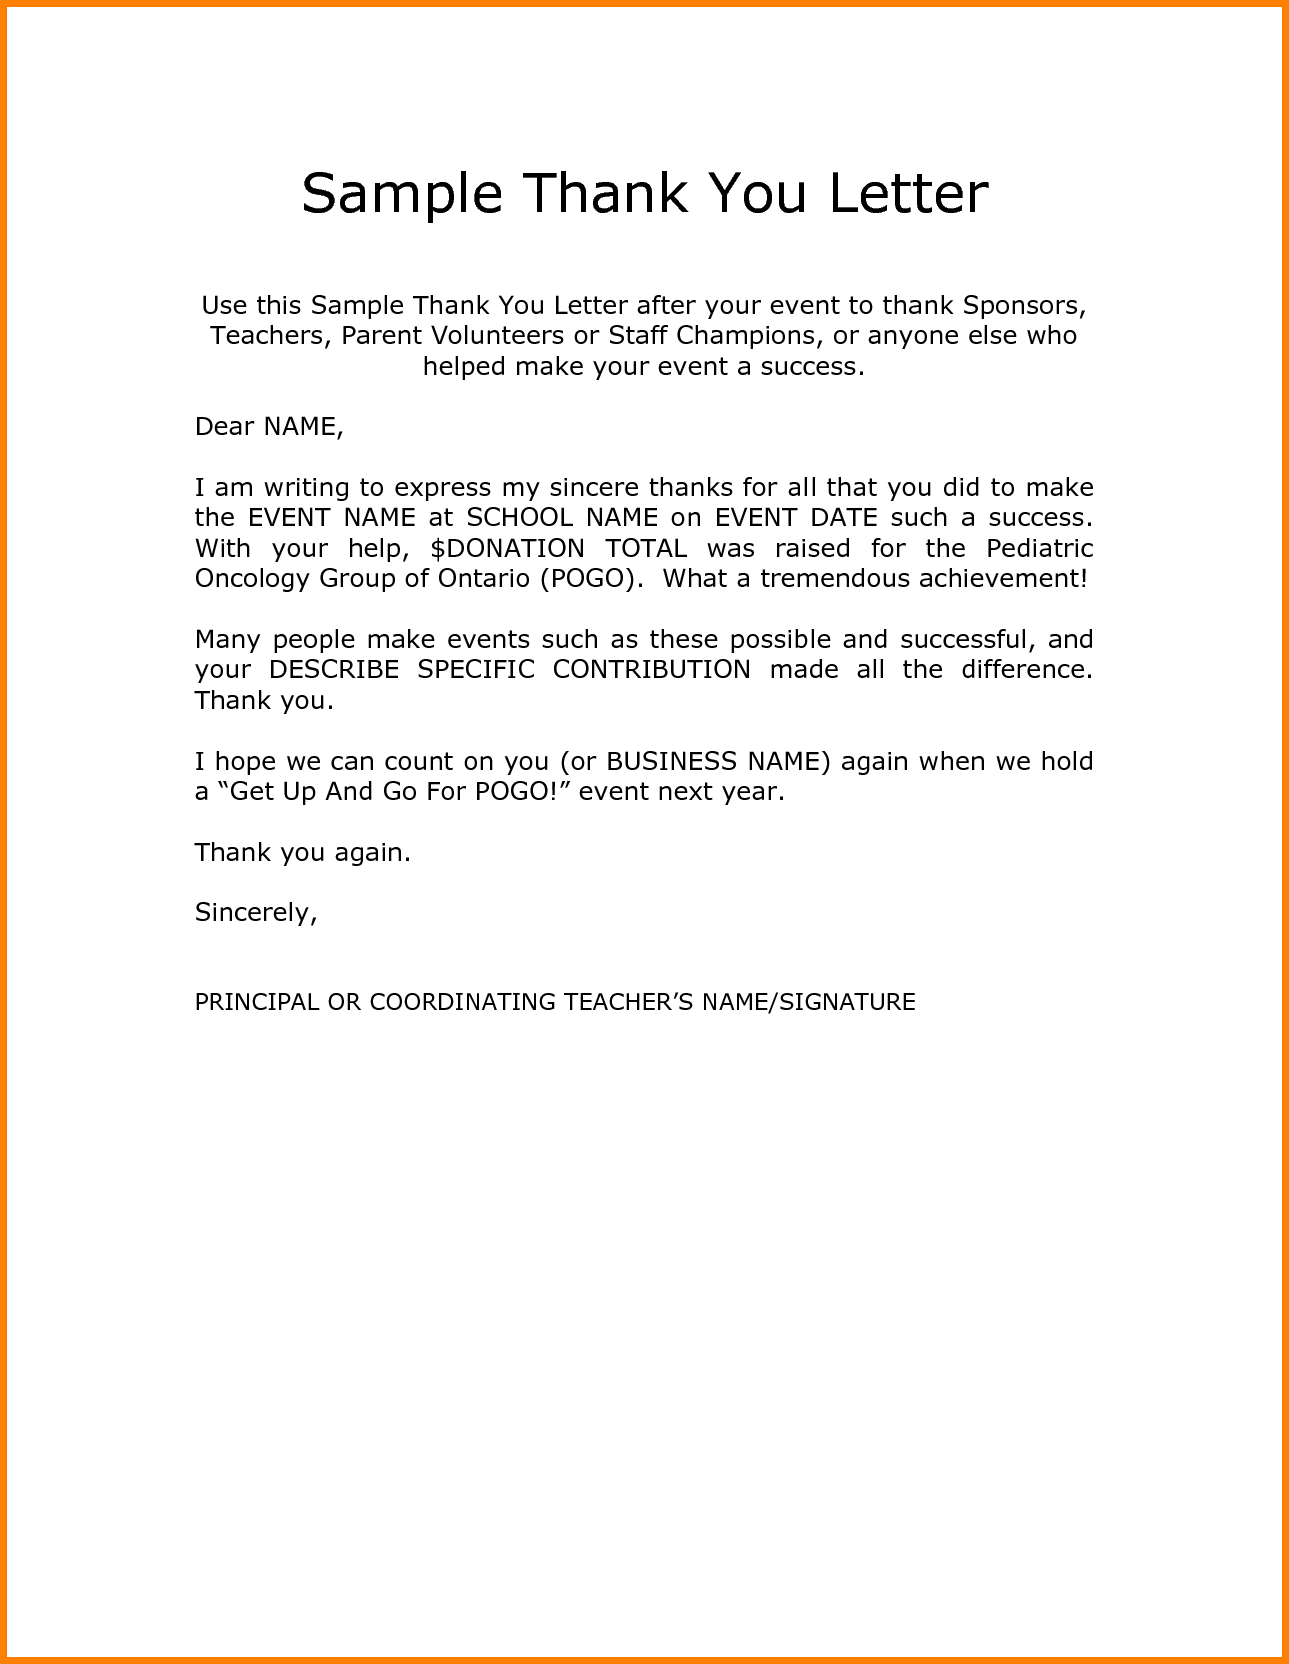 Sample Thank You Letter
Use this Sample Thank You Letter after your event to thank Sponsors,
Teachers, Parent Volunteers or Staff Champions, or anyone else who
helped make your event a success.
Dear NAME,
I am writing to express my sincere thanks for all that you did to make
the EVENT NAME at SCHOOL NAME on EVENT DATE such a success.
With your help, $DONATION TOTAL was raised for the Pediatric
Oncology Group of Ontario (POGO).  What a tremendous achievement!
Many people make events such as these possible and successful, and
your DESCRIBE SPECIFIC CONTRIBUTION made all the difference.
Thank you.
I hope we can count on you (or BUSINESS NAME) again when we hold
a “Get Up And Go For POGO!” event next year.
Thank you again.
Sincerely,
PRINCIPAL OR COORDINATING TEACHER’S NAME/SIGNATURE